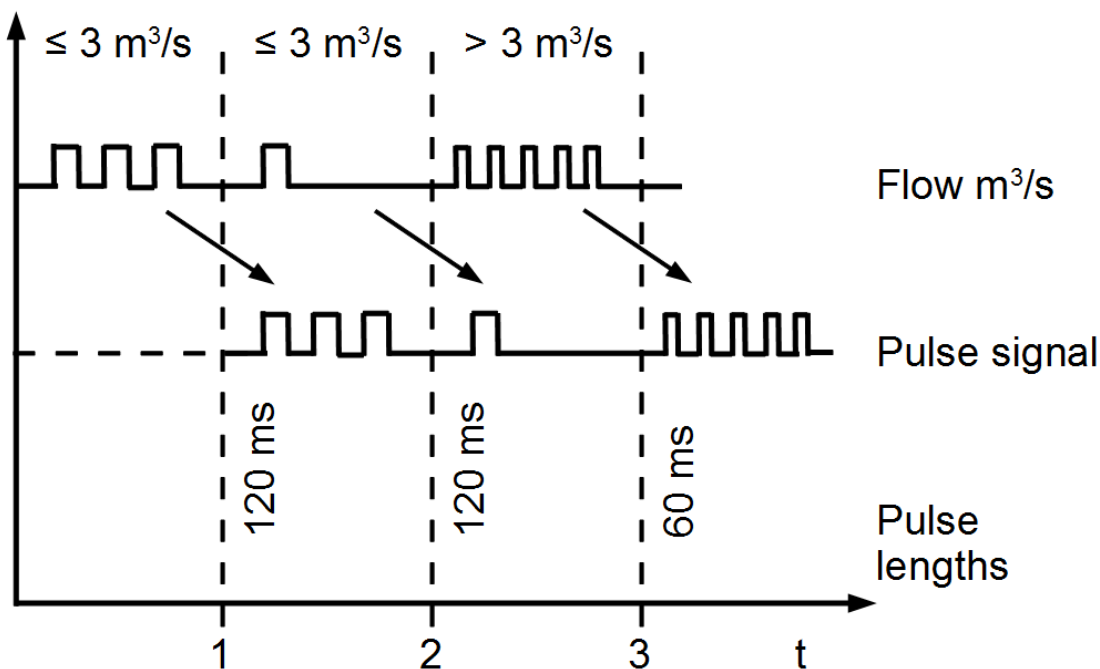 ≤ 3 m³/s ≤ 3 m³/s > 3 m³/s
Flow m³/s
Pulse signal
120 ms 120 ms 60 ms
Pulse
lengths
1 2 3 t